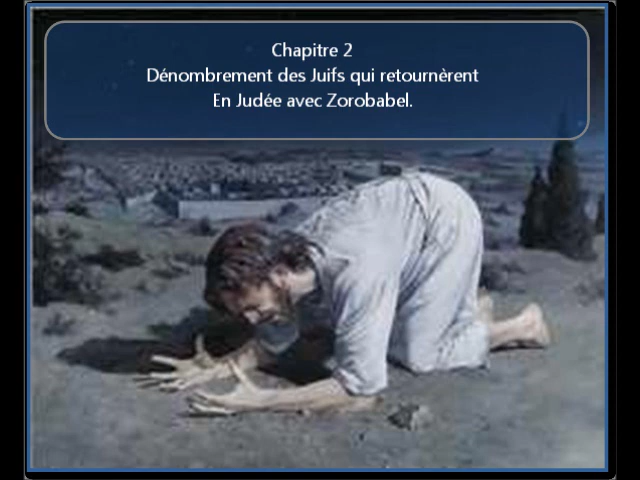 Chapitre 2
Dénombrement des Juifs qui retournèrent
En Judée avec Zorobabel.